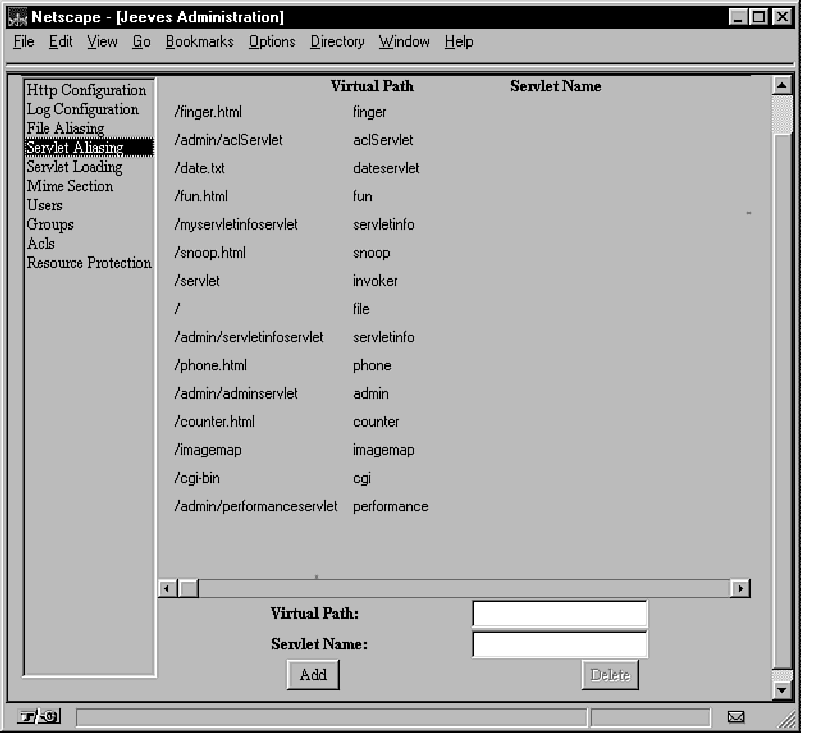 Netscape - [Jeeves Administration]
File Edit View Go Bookmarks Options Directory Window Help
Http Configuration
Log Configuration
File Aliasing
Servlet Aliasing
Servlet Loading
Mime Section
Users
Groups
Acls
Resource Protection
Virtual Path Servlet Name
/finger.html finger
/admin/aclServlet aclServlet
/date.txt dateservlet
/fun.html fun
/myservletinfoservlet servletinfo
/snoop.html snoop
/servlet invoker
/ file
/admin/servletinfoservlet servletinfo
/phone.html phone
/admin/adminservlet admin
/counter.html counter
/imagemap imagemap
/cgi-bin cgi
/admin/performanceservlet performance
Virtual Path:
Servlet Name:
Add Delete